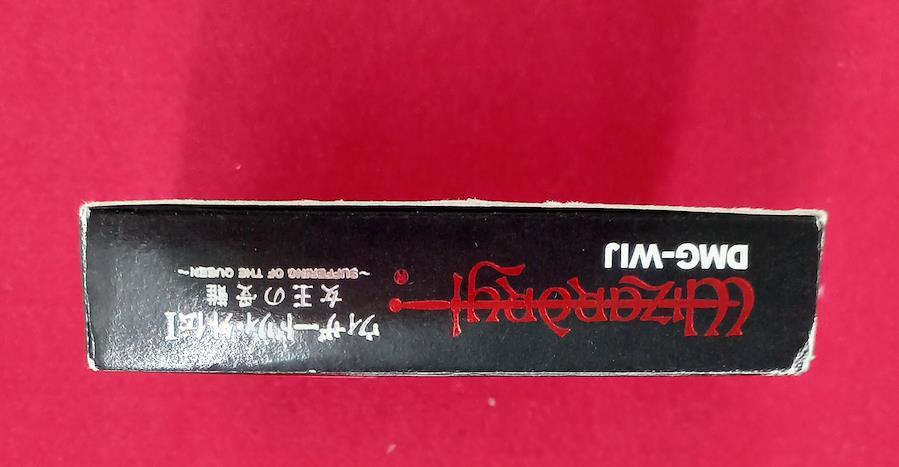 Wizardry®
ウィザードリィ・外伝I
女王の受難
~SUFFERING OF THE QUEEN~
DMG-WIJ